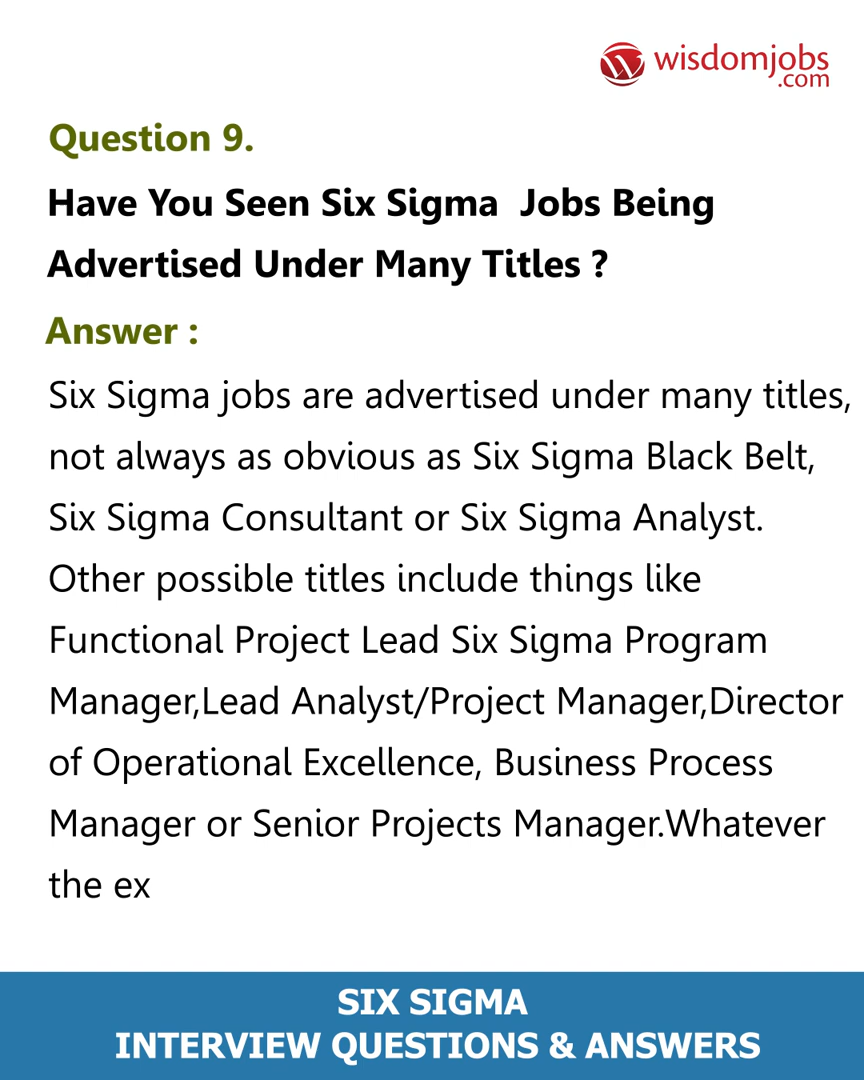 wisdomjobs
.com
Question 9.
Have You Seen Six Sigma  Jobs Being
Advertised Under Many Titles ?
Answer :
Six Sigma jobs are advertised under many titles,
not always as obvious as Six Sigma Black Belt,
Six Sigma Consultant or Six Sigma Analyst.
Other possible titles include things like
Functional Project Lead Six Sigma Program
Manager,Lead Analyst/Project Manager,Director
of Operational Excellence, Business Process
Manager or Senior Projects Manager.Whatever
the ex
SIX SIGMA
INTERVIEW QUESTIONS & ANSWERS